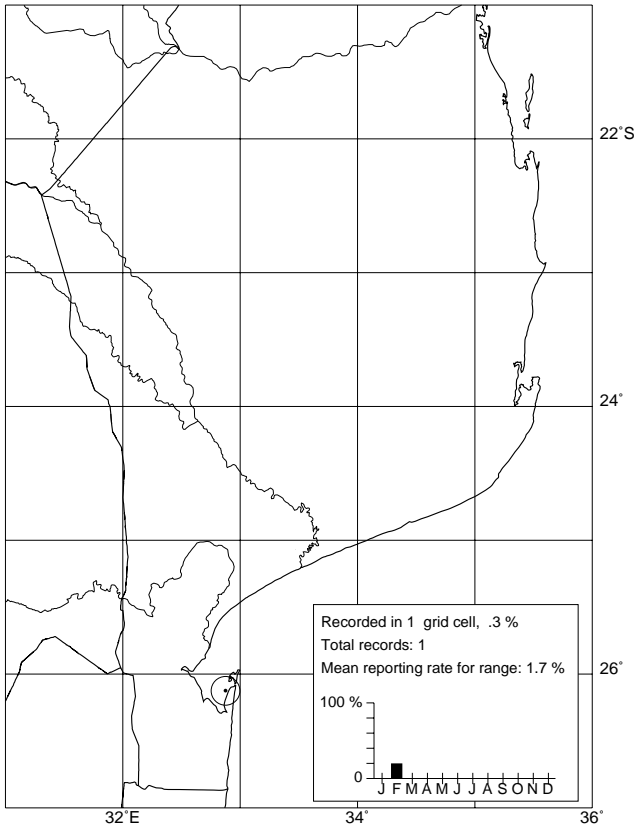 22˚S
24˚
Recorded in 1 grid cell, .3 %
Total records: 1
Mean reporting rate for range: 1.7 %
26˚
100 %
0
J F M A M J J A S O N D
32˚E
34˚
36˚